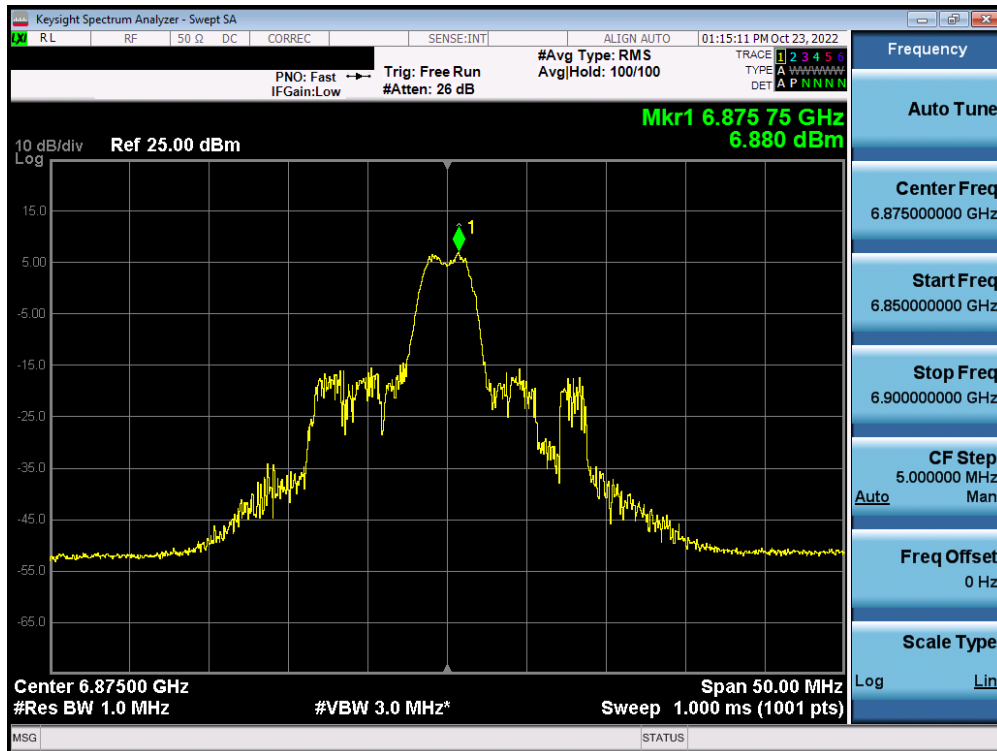 Keysight Spectrum Analyzer - Swept SA
LXI RL RF 50 Ω DC CORREC SENSE:INT ALIGN AUTO 01:15:11 PM Oct 23, 2022
PNO: Fast
IFGain:Low
Trig: Free Run
#Atten: 26 dB
#Avg Type: RMS
Avg|Hold: 100/100
TRACE 1 2 3 4 5 6
TYPE A WWWWW
DET A P N N N N
Mkr1 6.875 75 GHz
6.880 dBm
10 dB/div Ref 25.00 dBm
Log
1
15.0
5.00
-5.00
-15.0
-25.0
-35.0
-45.0
-55.0
-65.0
Center 6.87500 GHz Span 50.00 MHz
#Res BW 1.0 MHz #VBW 3.0 MHz* Sweep 1.000 ms (1001 pts)
MSG STATUS
Frequency
Auto Tune
Center Freq
6.875000000 GHz
Start Freq
6.850000000 GHz
Stop Freq
6.900000000 GHz
CF Step
5.000000 MHz
Auto Man
Freq Offset
0 Hz
Scale Type
Log Lin